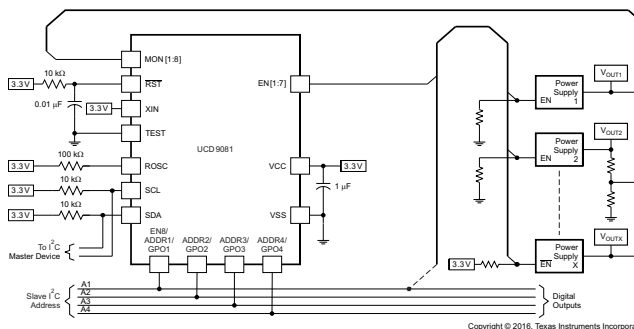 MON [1:8]
10 kΩ
3.3V
RST
0.01 µF
3.3V
XIN
TEST
EN[1:7]
UCD9081
100 kΩ
3.3V
ROSC
10 kΩ
3.3V
SCL
10 kΩ
3.3V
SDA
VCC
3.3V
1 µF
VSS
To I2C
Master Device
EN8/
ADDR1/
GPO1
ADDR2/
GPO2
ADDR3/
GPO3
ADDR4/
GPO4
Slave I2C
Address
A1
A2
A3
A4
Digital
Outputs
VOUT1
Power
Supply
1
EN
VOUT2
Power
Supply
2
EN
VOUTX
3.3V
Power
Supply
X
EN
Copyright © 2016, Texas Instruments Incorpora